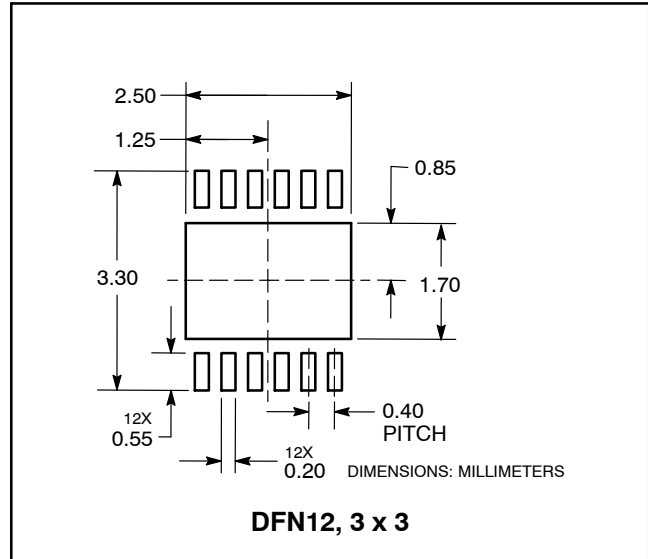 2.50
1.25
0.85
3.30
1.70
12X
0.55
12X
0.20
0.40
PITCH
DIMENSIONS: MILLIMETERS
DFN12, 3 x 3